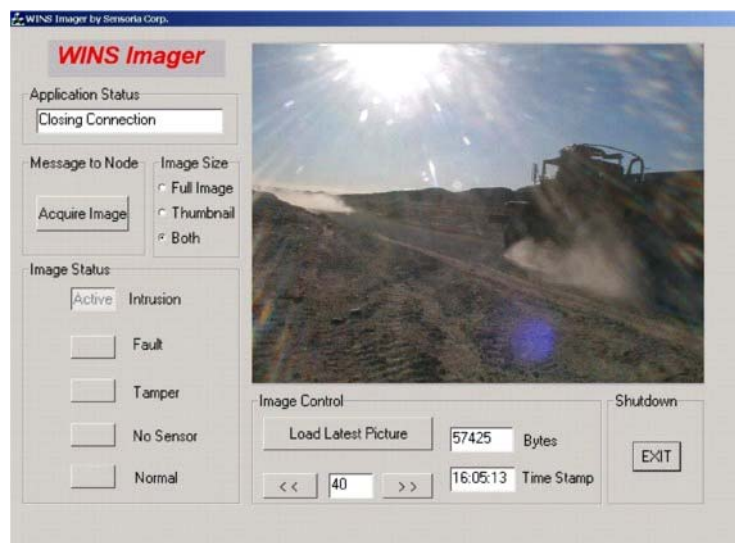 WINS Imager by Sensoria Corp.
WINS Imager
Application Status
Closing Connection
Message to Node
Acquire Image
Image Size
Full Image
Thumbnail
Both
Image Status
Active Intrusion
Fault
Tamper
No Sensor
Normal
Image Control
Load Latest Picture
57425 Bytes
<< 40 >>
16:05:13 Time Stamp
Shutdown
EXIT